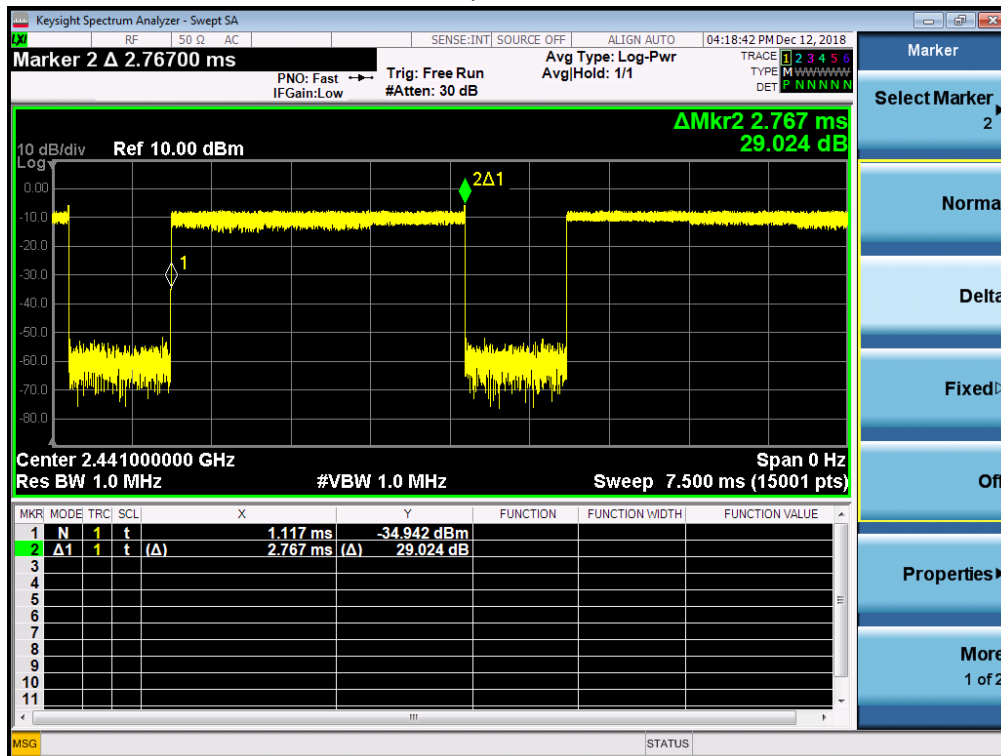 Keysight Spectrum Analyzer - Swept SA
LXI RF 50 Ω AC SENSE:INT SOURCE OFF ALIGN AUTO 04:18:42 PM Dec 12, 2018
Marker 2 Δ 2.76700 ms
PNO: Fast
IFGain:Low
Trig: Free Run
#Atten: 30 dB
Avg Type: Log-Pwr
Avg|Hold: 1/1
TRACE 1 2 3 4 5 6
TYPE M WWWWW
DET P N N N N N
ΔMkr2 2.767 ms
29.024 dB
10 dB/div Ref 10.00 dBm
Log
0.00
-10.0
-20.0
-30.0
-40.0
-50.0
-60.0
-70.0
-80.0
2Δ1
1
Center 2.441000000 GHz Span 0 Hz
Res BW 1.0 MHz #VBW 1.0 MHz Sweep 7.500 ms (15001 pts)
MKR MODE TRC SCL X Y FUNCTION FUNCTION WIDTH FUNCTION VALUE
1 N 1 t 1.117 ms -34.942 dBm
2 Δ1 1 t (Δ) 2.767 ms (Δ) 29.024 dB
3
4
5
6
7
8
9
10
11
MSG STATUS
Marker
Select Marker
2
Norma
Delta
Fixed
Off
Properties
More
1 of 2